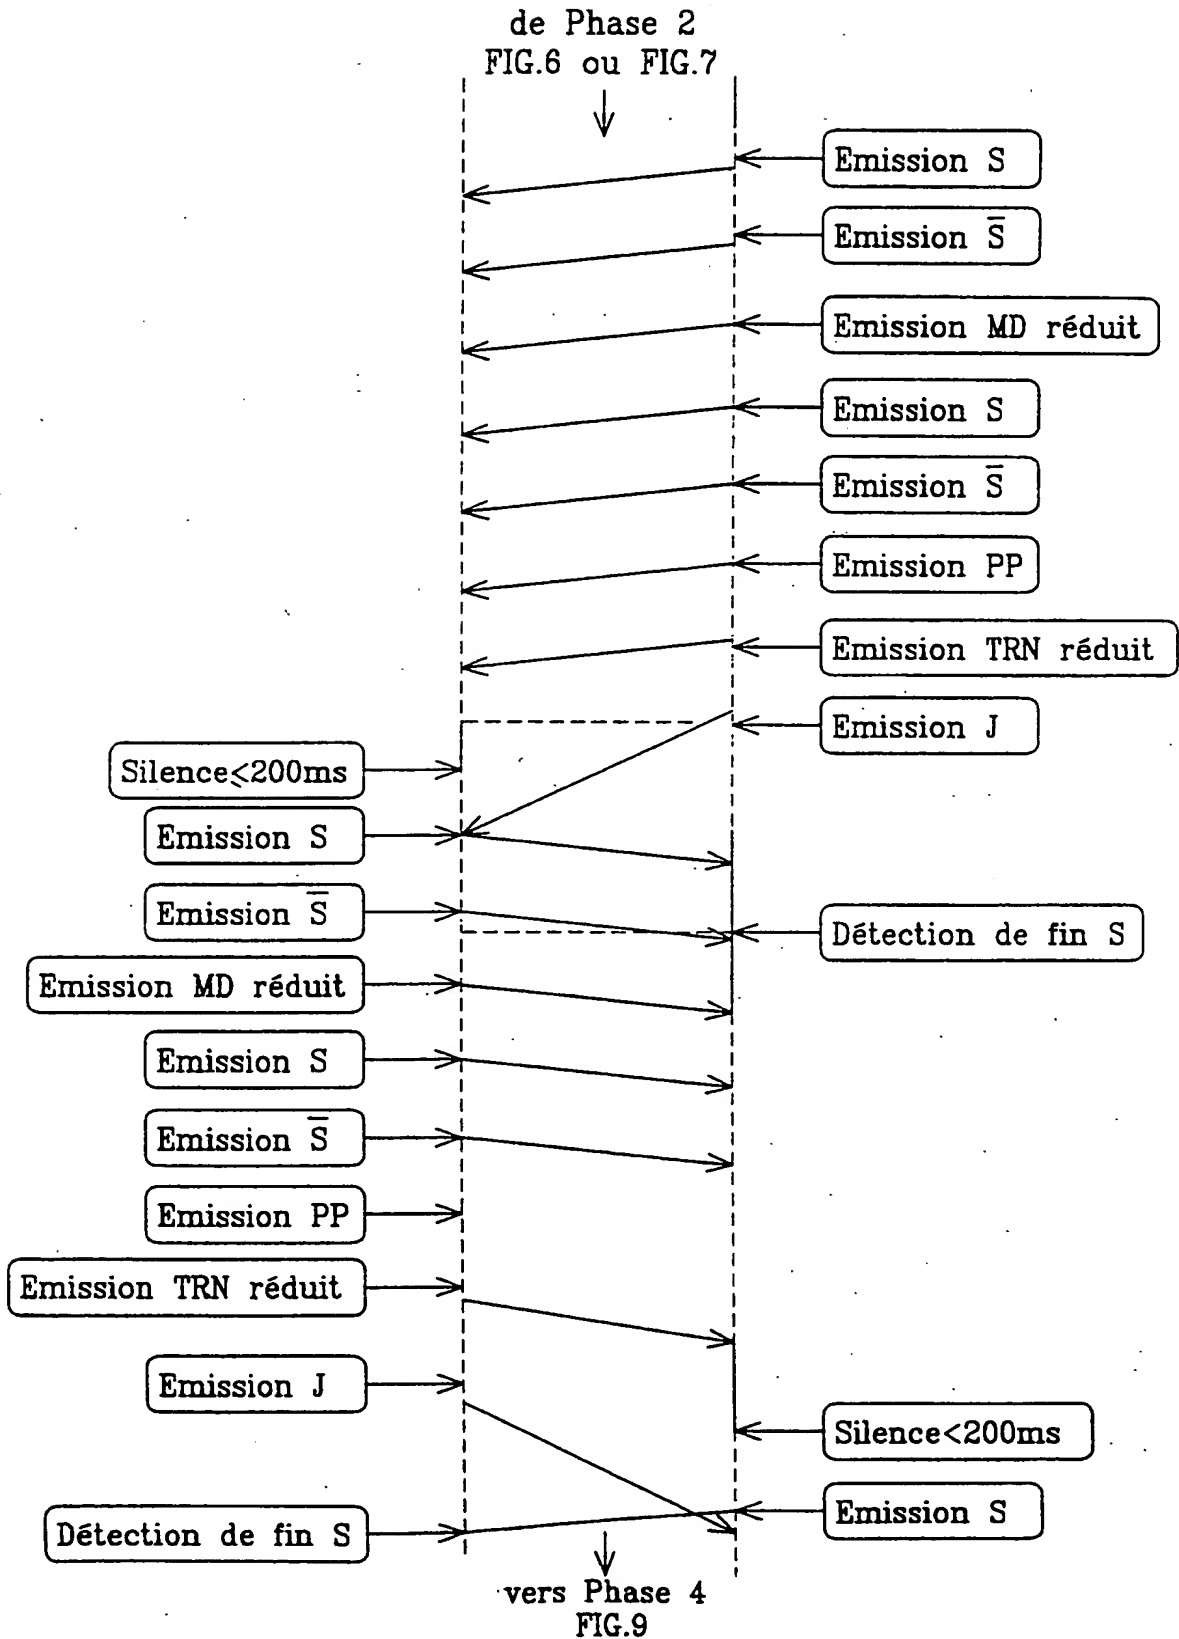 de Phase 2
FIG.6 ou FIG.7
Emission S
Emission S̅
Emission MD réduit
Emission S
Emission S̅
Emission PP
Emission TRN réduit
Emission J
Silence≤200ms
Emission S
Emission S̅
Détection de fin S
Emission MD réduit
Emission S
Emission S̅
Emission PP
Emission TRN réduit
Emission J
Silence<200ms
Emission S
Détection de fin S
vers Phase 4
FIG.9